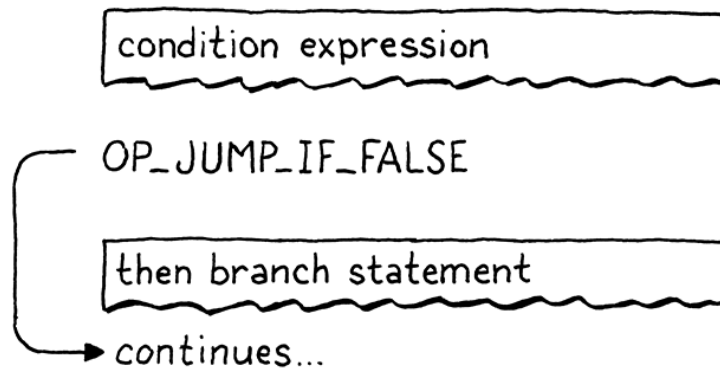 condition expression
OP_JUMP_IF_FALSE
then branch statement
continues...